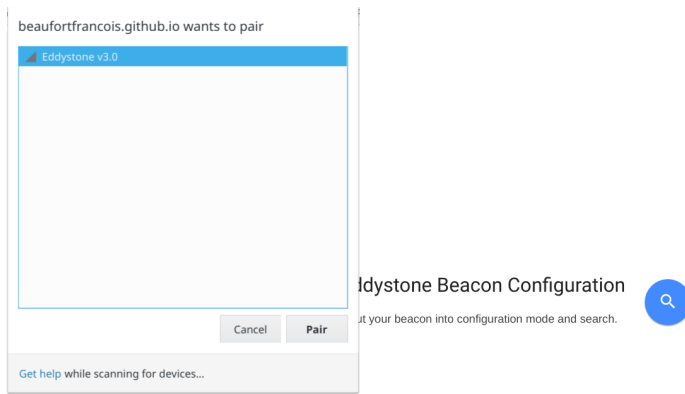 beaufortfrancois.github.io wants to pair
Eddystone v3.0
Cancel
Pair
Get help while scanning for devices...
ddystone Beacon Configuration
ut your beacon into configuration mode and search.